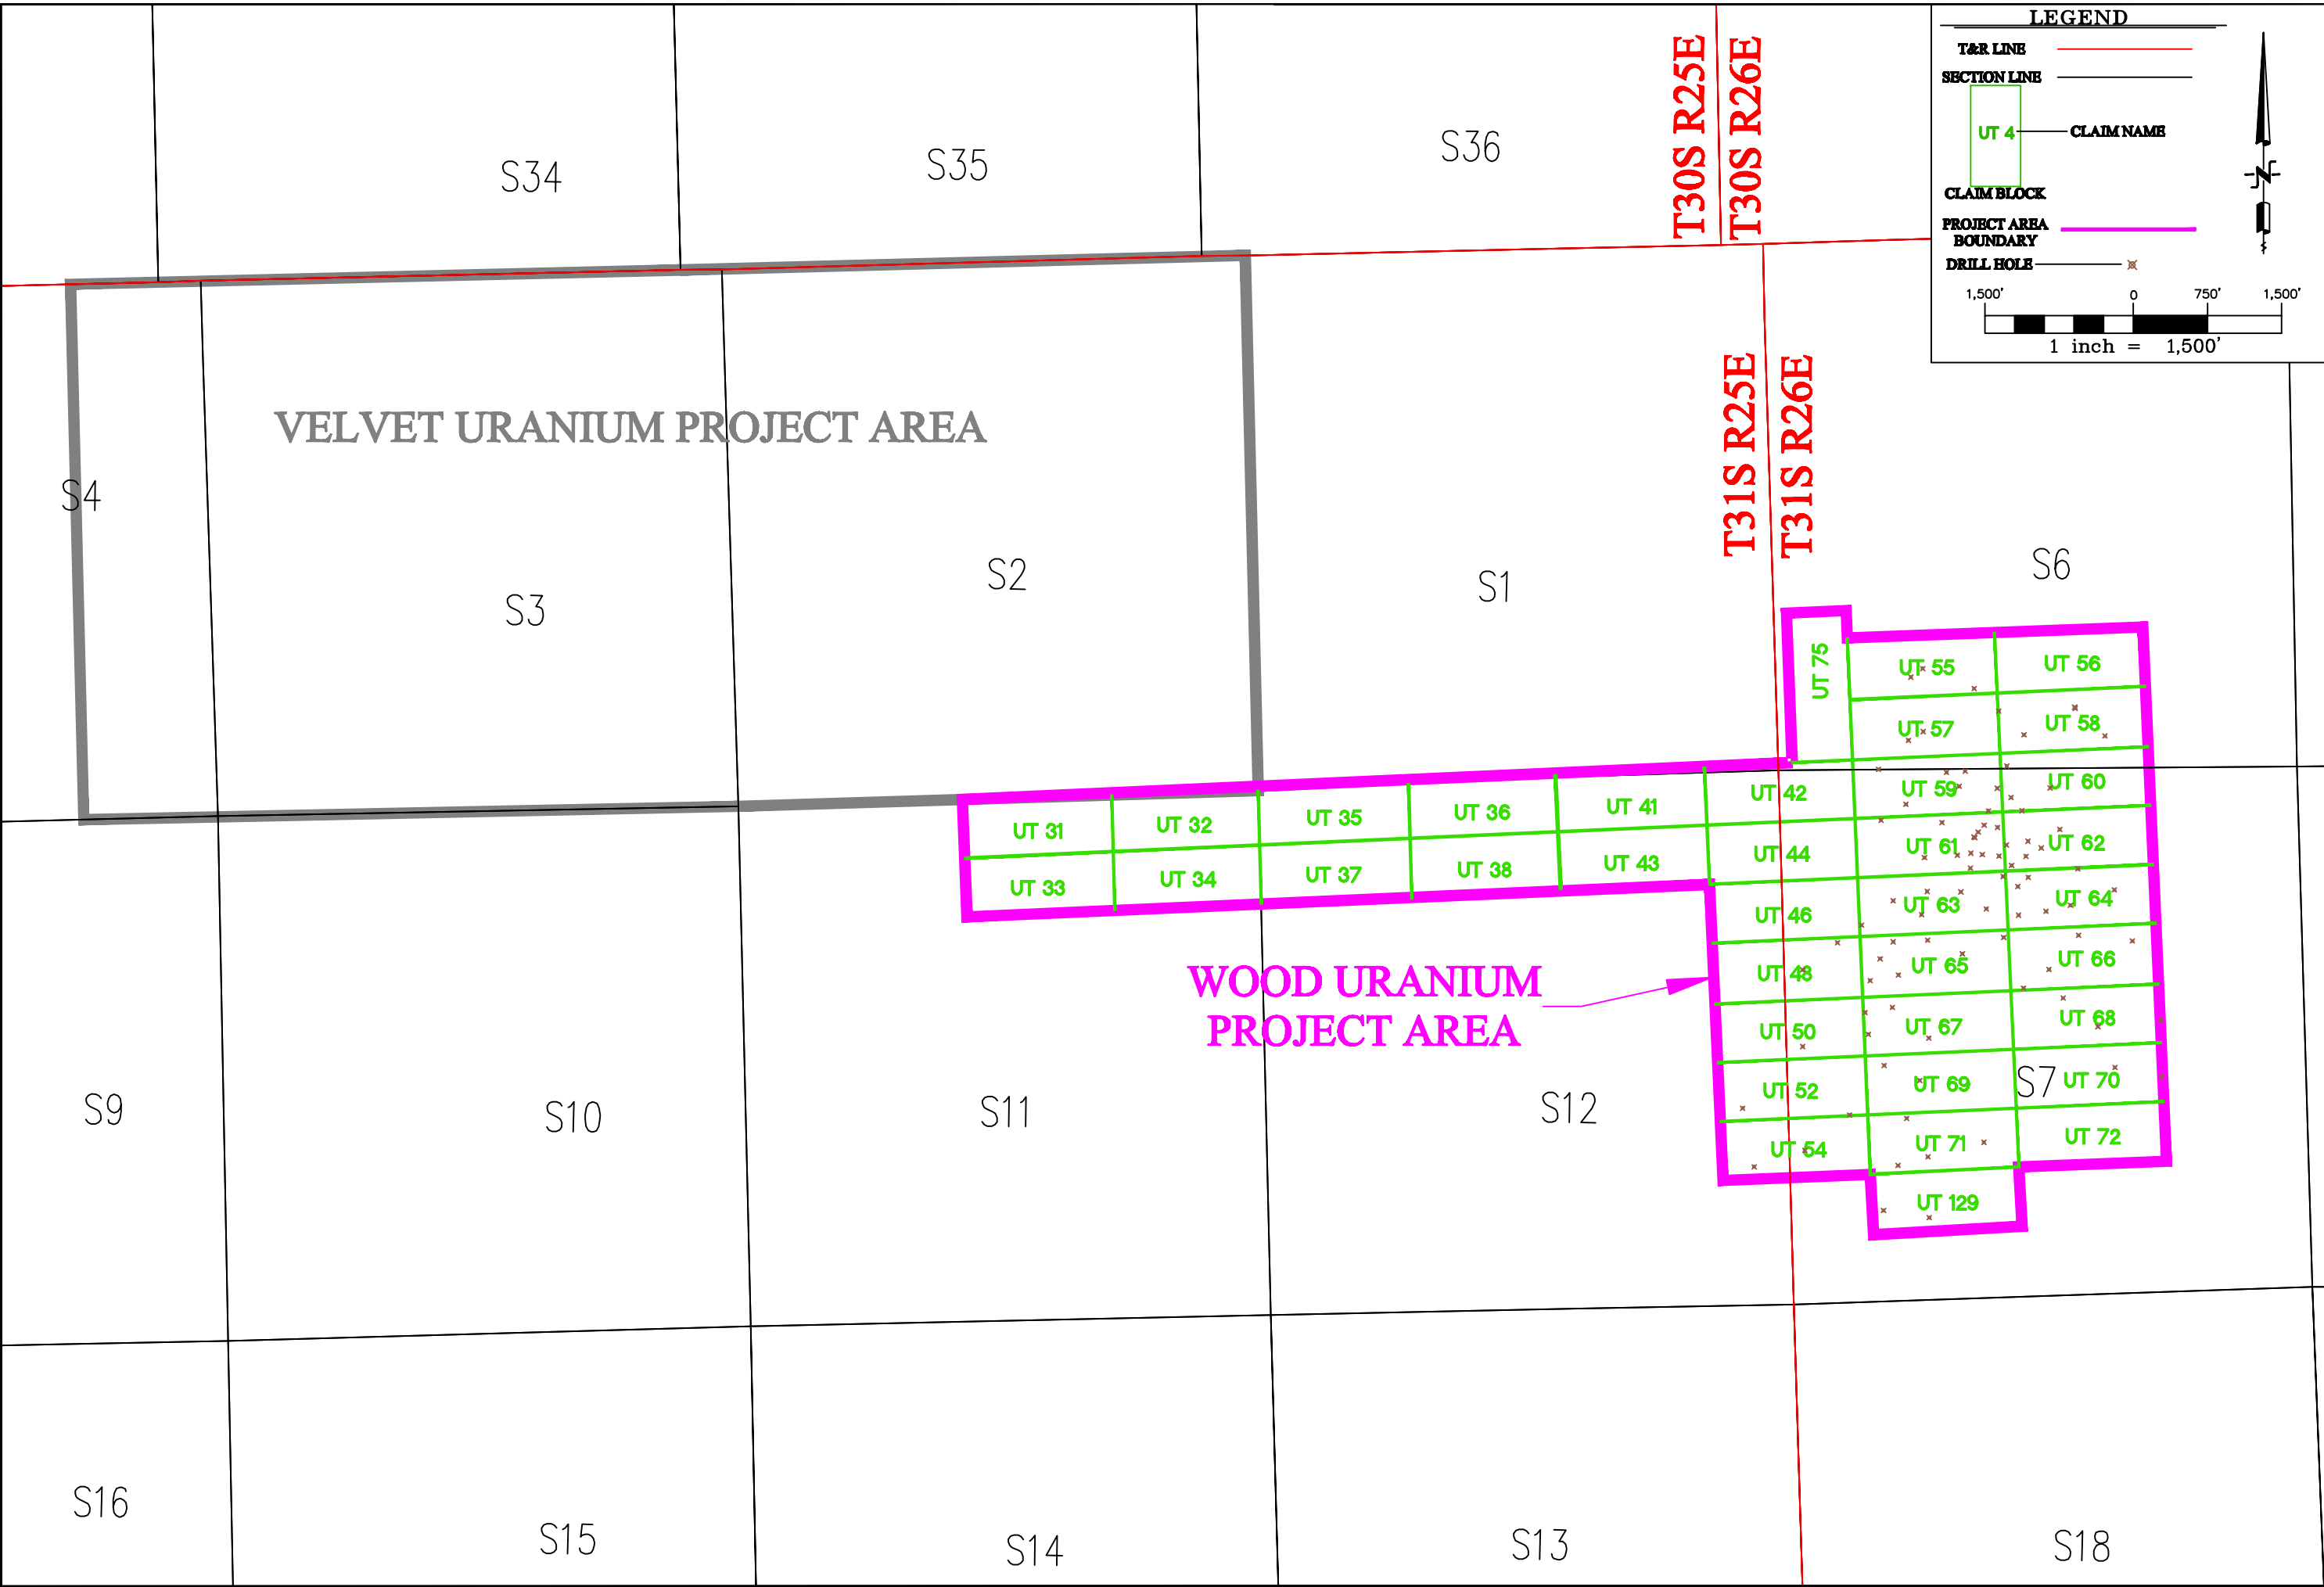 LEGEND
T&R LINE
SECTION LINE
UT 4
CLAIM NAME
CLAIM BLOCK
PROJECT AREA
BOUNDARY
DRILL HOLE
1,500' 0 750' 1,500'
1 inch = 1,500'
N
T30S R25E
T30S R26E
S34
S35
S36
T31S R25E
T31S R26E
VELVET URANIUM PROJECT AREA
S4
S3
S2
S1
S6
UT 75
UT 55
UT 56
UT 57
UT 58
UT 31
UT 32
UT 35
UT 36
UT 41
UT 42
UT 59
UT 60
UT 33
UT 34
UT 37
UT 38
UT 43
UT 44
UT 61
UT 62
UT 46
UT 63
UT 64
WOOD URANIUM
PROJECT AREA
UT 48
UT 65
UT 66
UT 50
UT 67
UT 68
UT 52
UT 69
S7
UT 70
UT 54
UT 71
UT 72
UT 129
S9
S10
S11
S12
S16
S15
S14
S13
S18